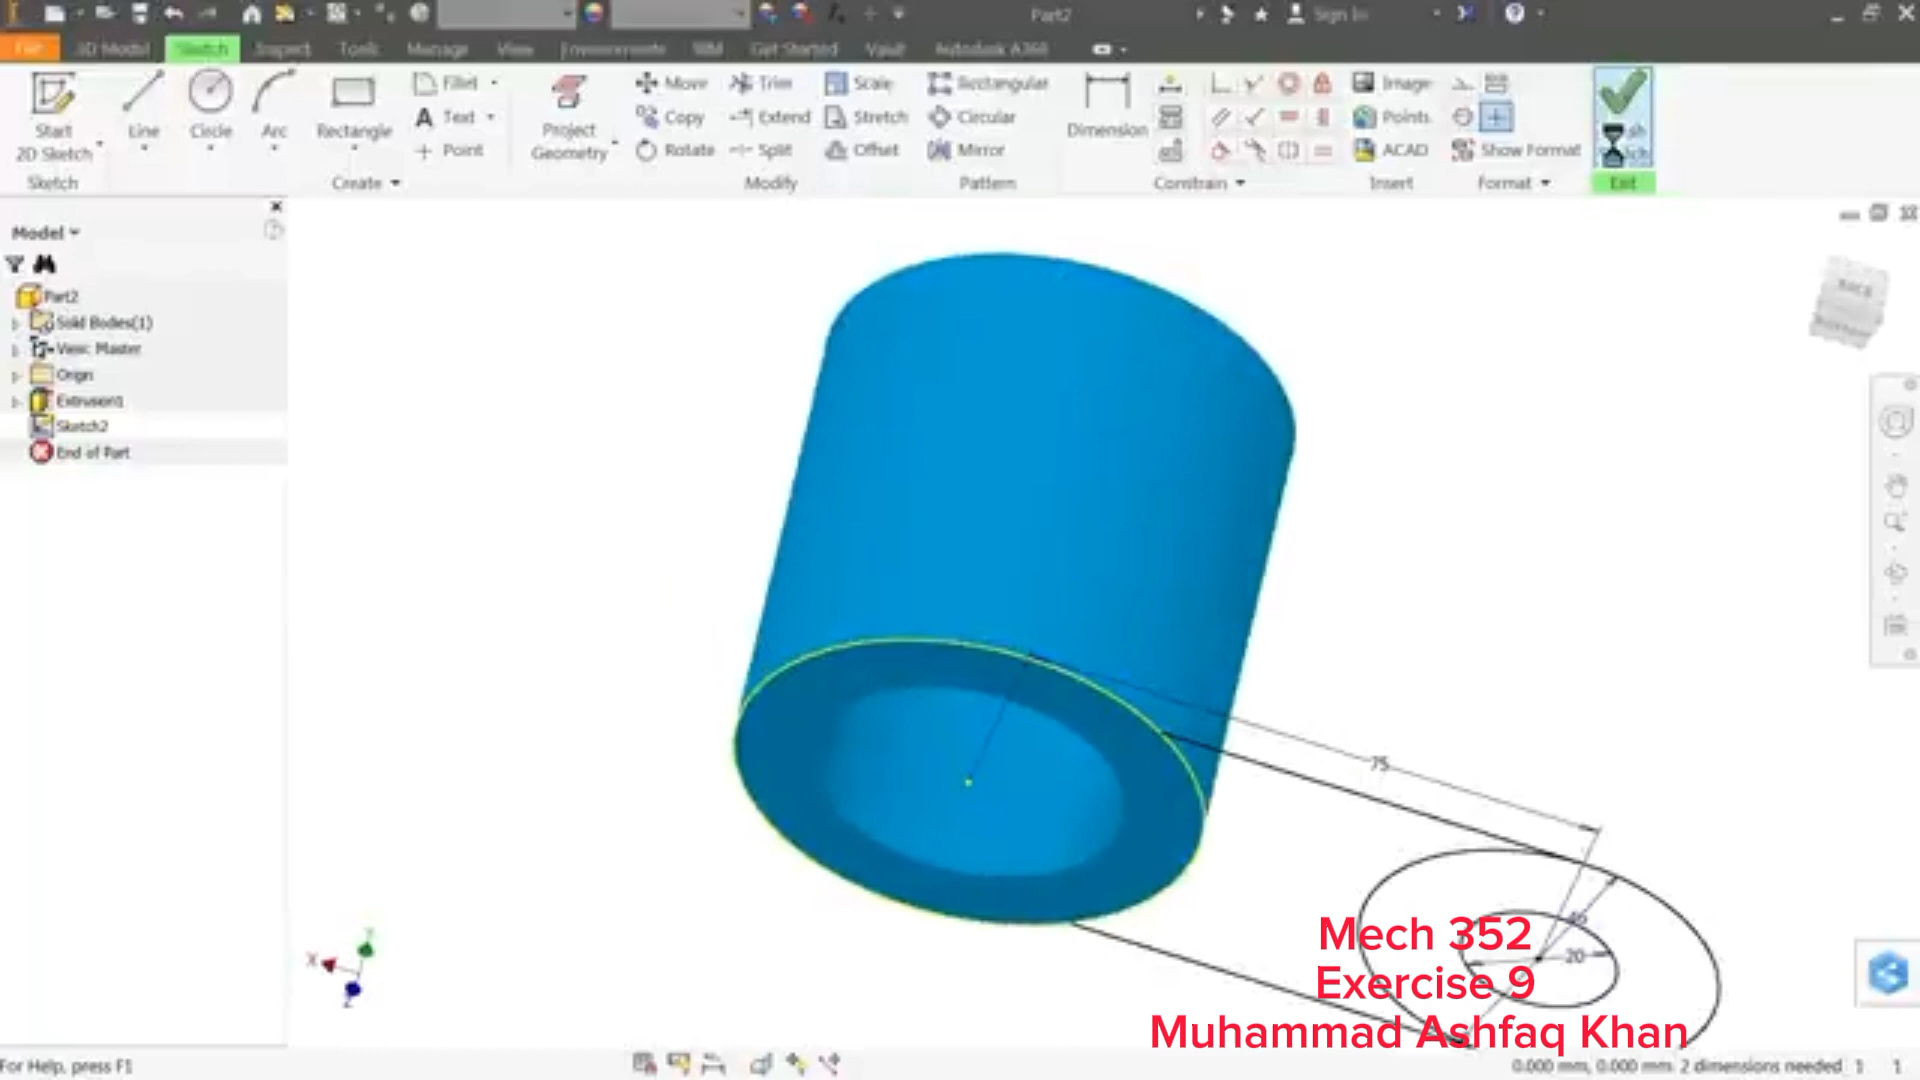 Part2
Sign In
File 3D Model Sketch Inspect Tools Manage View Environments BIM Get Started Vault Autodesk A360
Start
2D Sketch
Line
Circle
Arc
Rectangle
Fillet
Text
Point
Project
Geometry
Move
Copy
Rotate
Trim
Extend
Split
Scale
Stretch
Offset
Rectangular
Circular
Mirror
Dimension
Image
Points
ACAD
Show Format
Sketch
Create
Modify
Pattern
Constrain
Insert
Format
Exit
Model
Part2
Solid Bodies(1)
View: Master
Origin
Extrusion1
Sketch2
End of Part
BACK
75
20
X
Mech 352
Exercise 9
Muhammad Ashfaq Khan
For Help, press F1
0.000 mm, 0.000 mm 2 dimensions needed 1 1